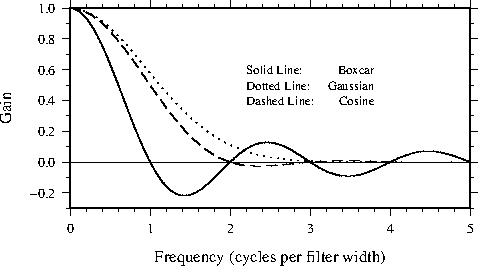 1.0
0.8
0.6
0.4
0.2
0.0
−0.2
Gain
Solid Line: Boxcar
Dotted Line: Gaussian
Dashed Line: Cosine
0 1 2 3 4 5
Frequency (cycles per filter width)